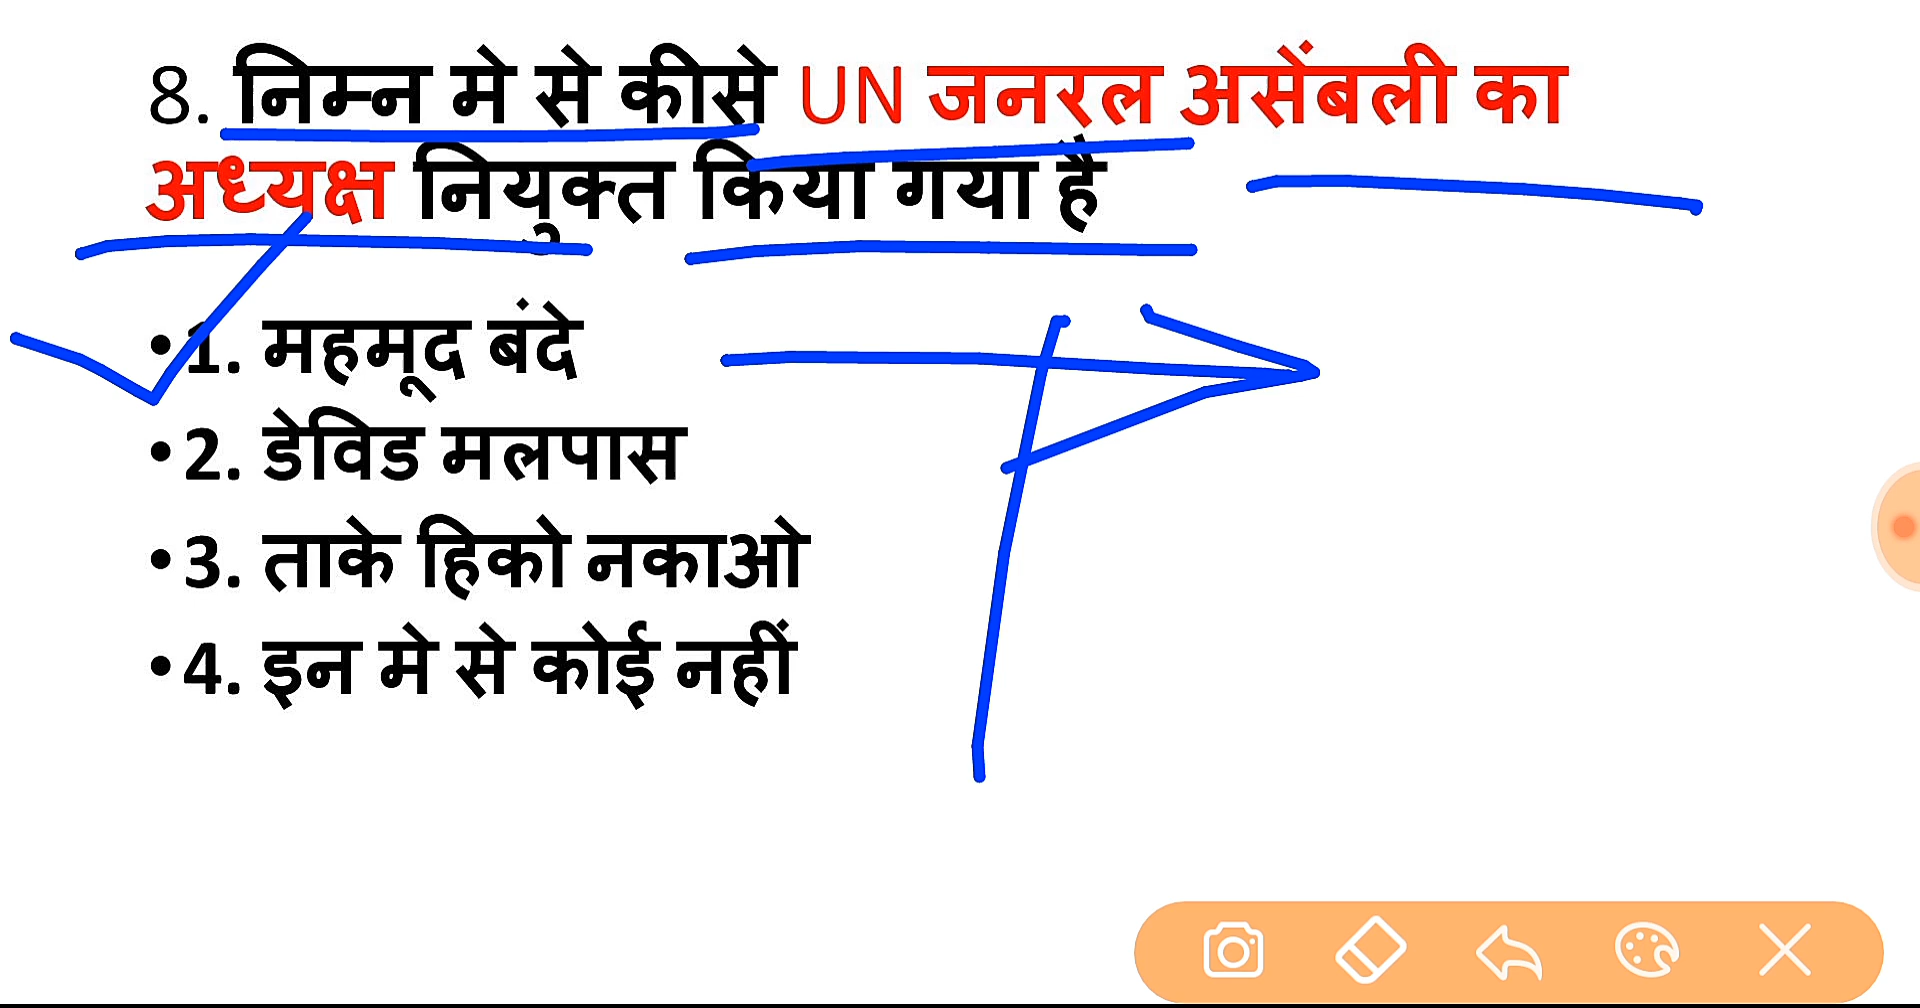 8. निम्न मे से कीसे UN जनरल असेंबली का
अध्यक्ष नियुक्त किया गया है
•1. महमूद बंदे
•2. डेविड मलपास
•3. ताके हिको नकाओ
•4. इन मे से कोई नहीं